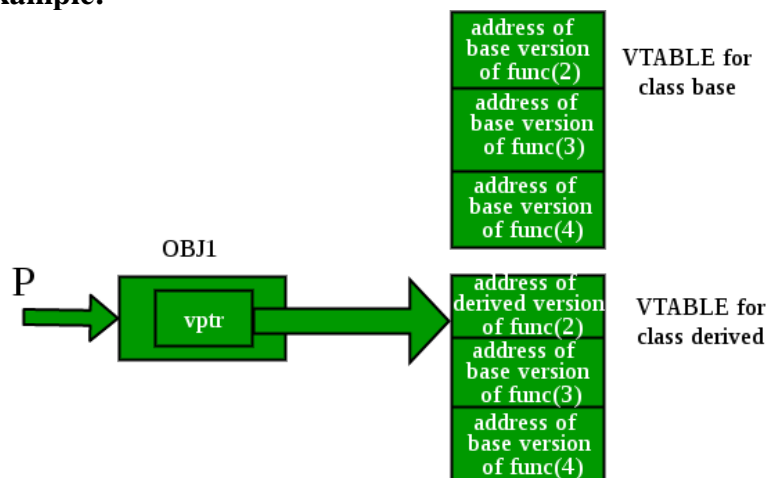 address of
base version
of func(2)
VTABLE for
class base
address of
base version
of func(3)
address of
base version
of func(4)
OBJ1
P
vptr
address of
derived version
of func(2)
VTABLE for
class derived
address of
base version
of func(3)
address of
base version
of func(4)